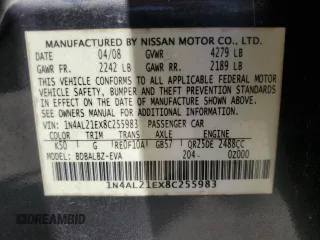 MANUFACTURED BY NISSAN MOTOR CO., LTD.
DATE 04/08 GVWR 4279 LB
GAWR FR. 2242 LB GAWR RR. 2189 LB
THIS VEHICLE CONFORMS TO ALL APPLICABLE FEDERAL MOTOR
VEHICLE SAFETY, BUMPER AND THEFT PREVENTION STANDARDS
IN EFFECT ON THE DATE OF MANUFACTURE SHOWN ABOVE.
SEE OWNERS MANUAL FOR ADDITIONAL INFORMATION.
1N4AL21EX8C255983 PASSENGER CAR
COLOR TRIM TRANS AXLE ENGINE
K50 G RE0F10A GB57 QR25DE 2488CC
MODEL BDBALBZ-EVA 204- 0Z000
1N4AL21EX8C255983
AUTOBIDMASTER